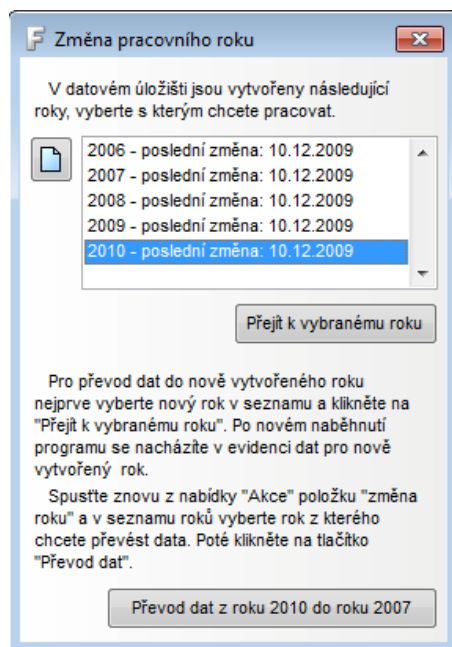 Změna pracovního roku
V datovém úložišti jsou vytvořeny následující
roky, vyberte s kterým chcete pracovat.
2006 - poslední změna: 10.12.2009
2007 - poslední změna: 10.12.2009
2008 - poslední změna: 10.12.2009
2009 - poslední změna: 10.12.2009
2010 - poslední změna: 10.12.2009
Přejít k vybranému roku
Pro převod dat do nově vytvořeného roku
nejprve vyberte nový rok v seznamu a klikněte na
"Přejít k vybranému roku". Po novém naběhnutí
programu se nacházíte v evidenci dat pro nově
vytvořený rok.
Spusťte znovu z nabídky "Akce" položku "změna
roku" a v seznamu roků vyberte rok z kterého
chcete převést data. Poté klikněte na tlačítko
"Převod dat".
Převod dat z roku 2010 do roku 2007